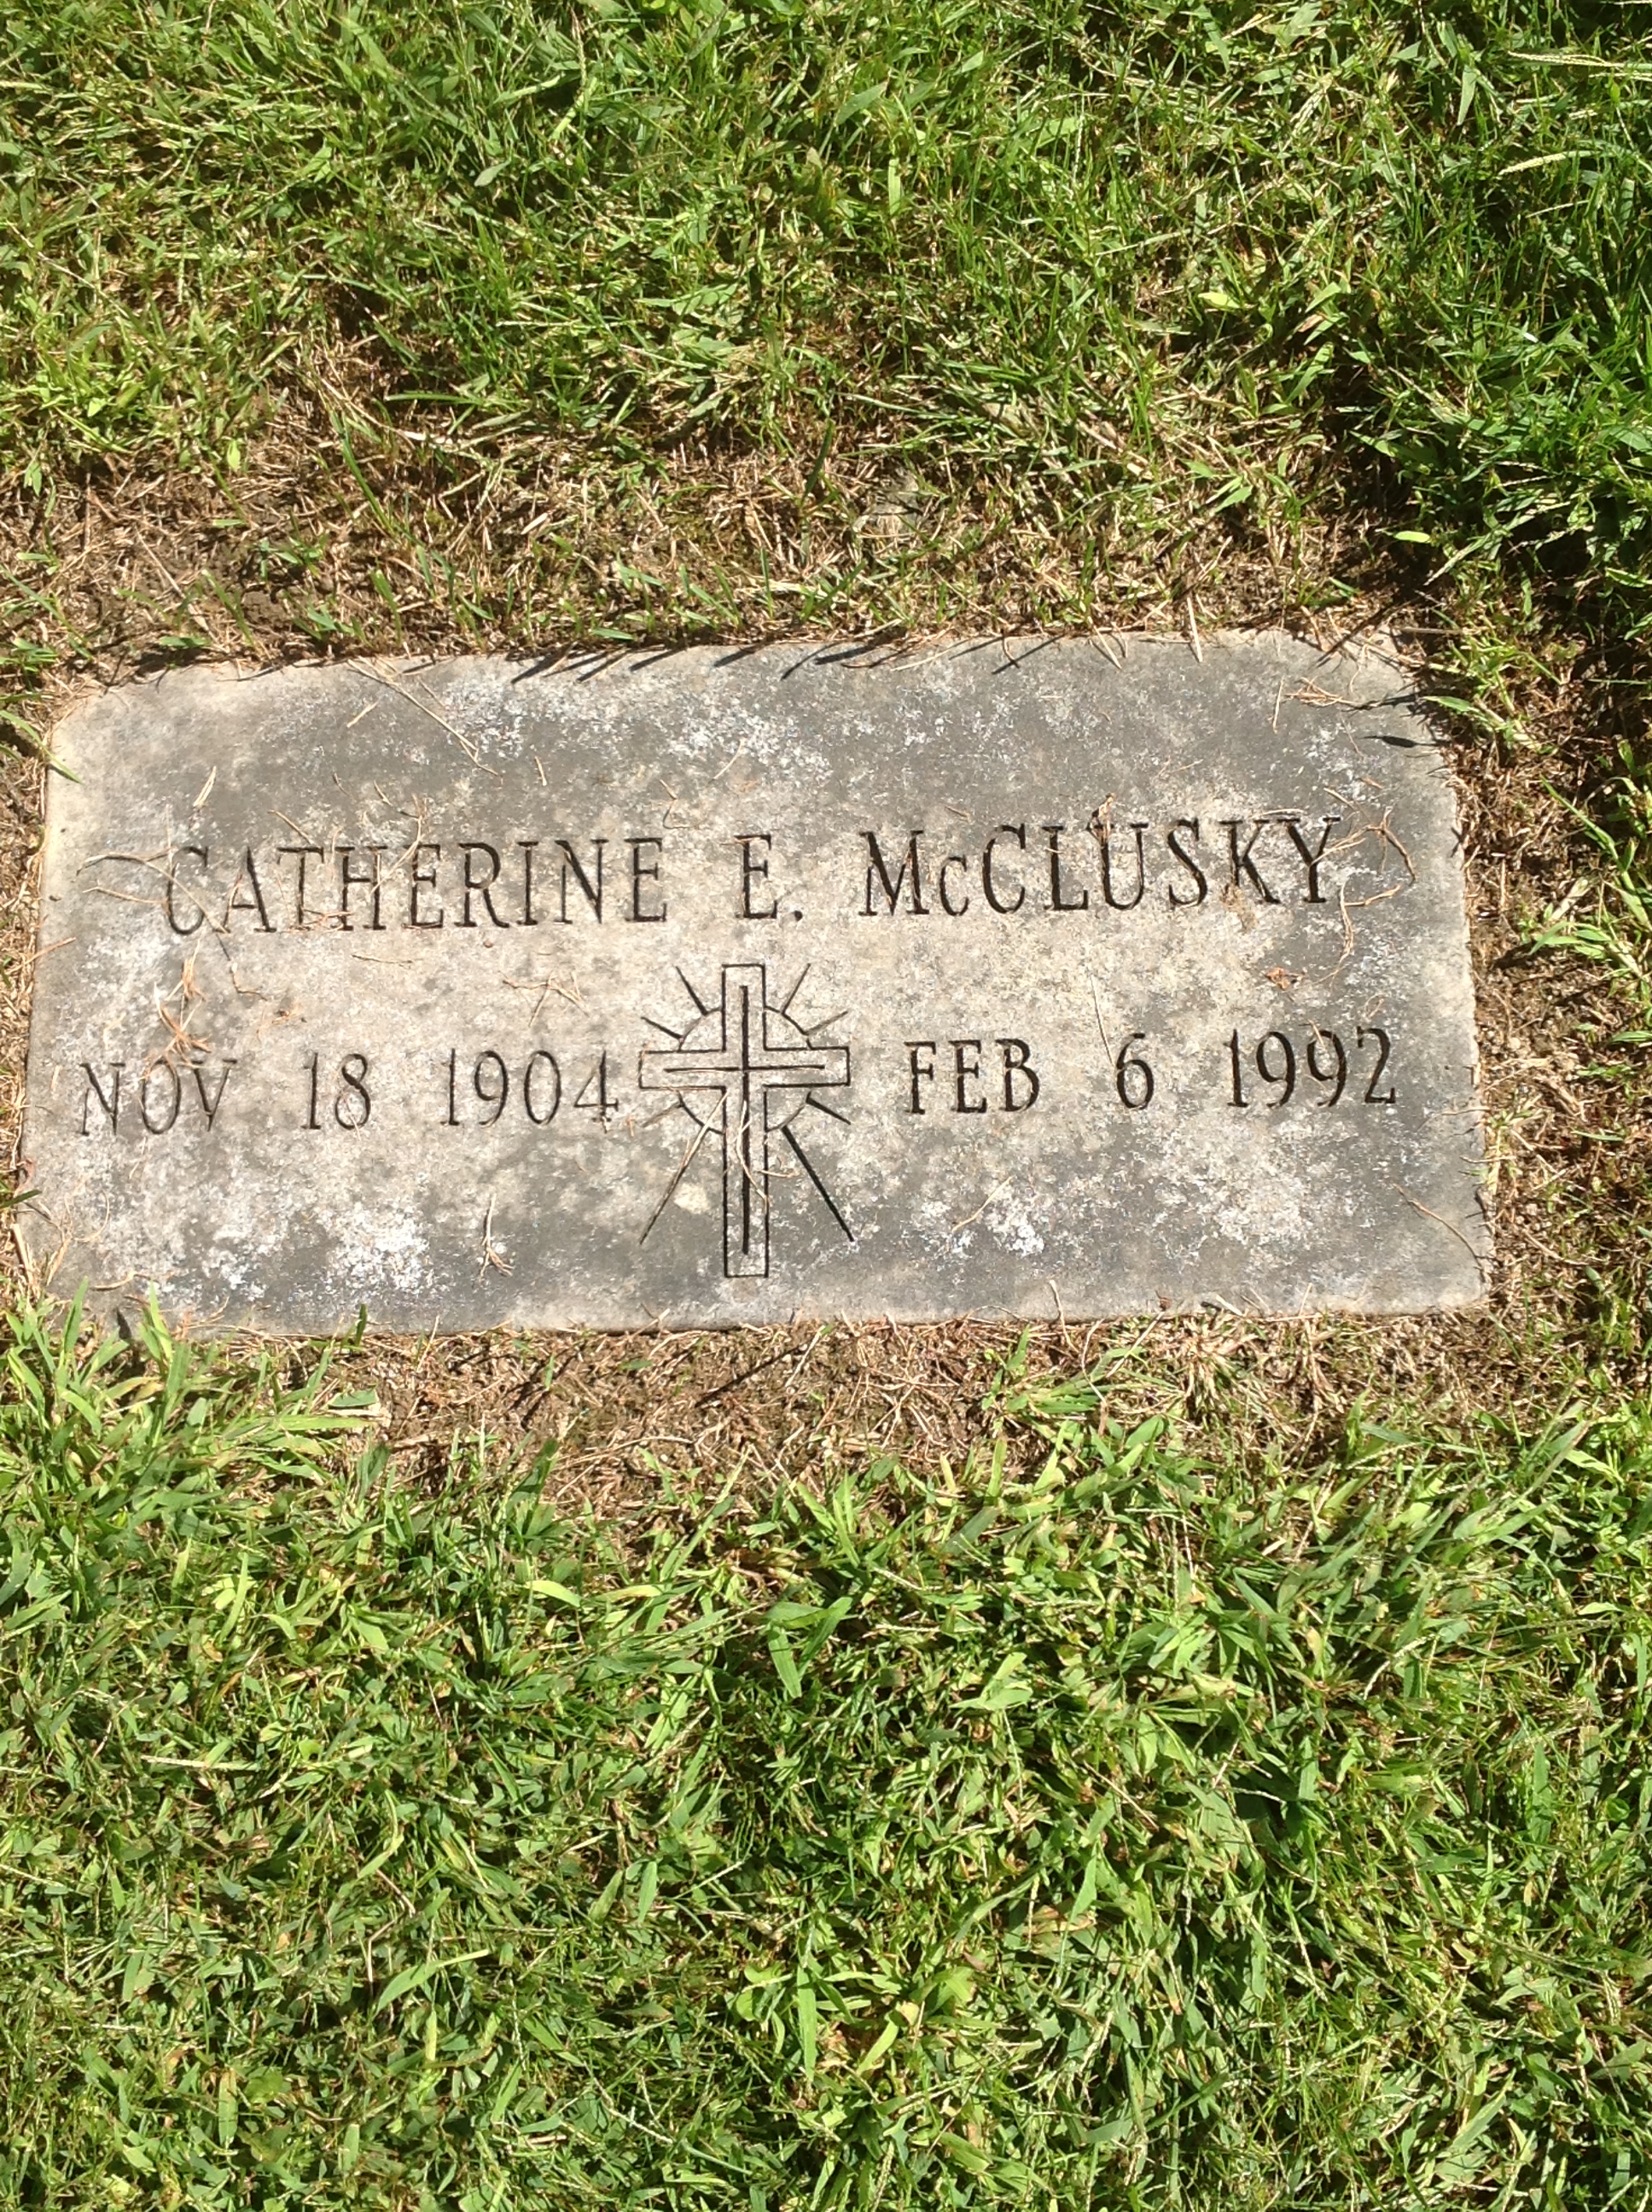 CATHERINE E. McCLUSKY
NOV 18 1904 FEB 6 1992